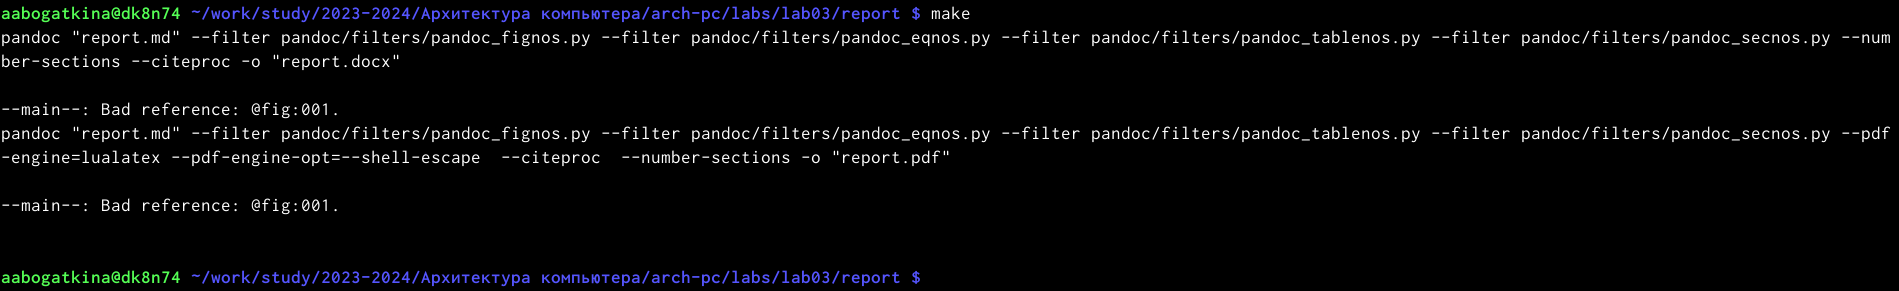 aabogatkina@dk8n74 ~/work/study/2023-2024/Архитектура компьютера/arch-pc/labs/lab03/report $ make
pandoc "report.md" --filter pandoc/filters/pandoc_fignos.py --filter pandoc/filters/pandoc_eqnos.py --filter pandoc/filters/pandoc_tablenos.py --filter pandoc/filters/pandoc_secnos.py --num
ber-sections --citeproc -o "report.docx"
--main--: Bad reference: @fig:001.
pandoc "report.md" --filter pandoc/filters/pandoc_fignos.py --filter pandoc/filters/pandoc_eqnos.py --filter pandoc/filters/pandoc_tablenos.py --filter pandoc/filters/pandoc_secnos.py --pdf
-engine=lualatex --pdf-engine-opt=--shell-escape  --citeproc  --number-sections -o "report.pdf"
--main--: Bad reference: @fig:001.
aabogatkina@dk8n74 ~/work/study/2023-2024/Архитектура компьютера/arch-pc/labs/lab03/report $